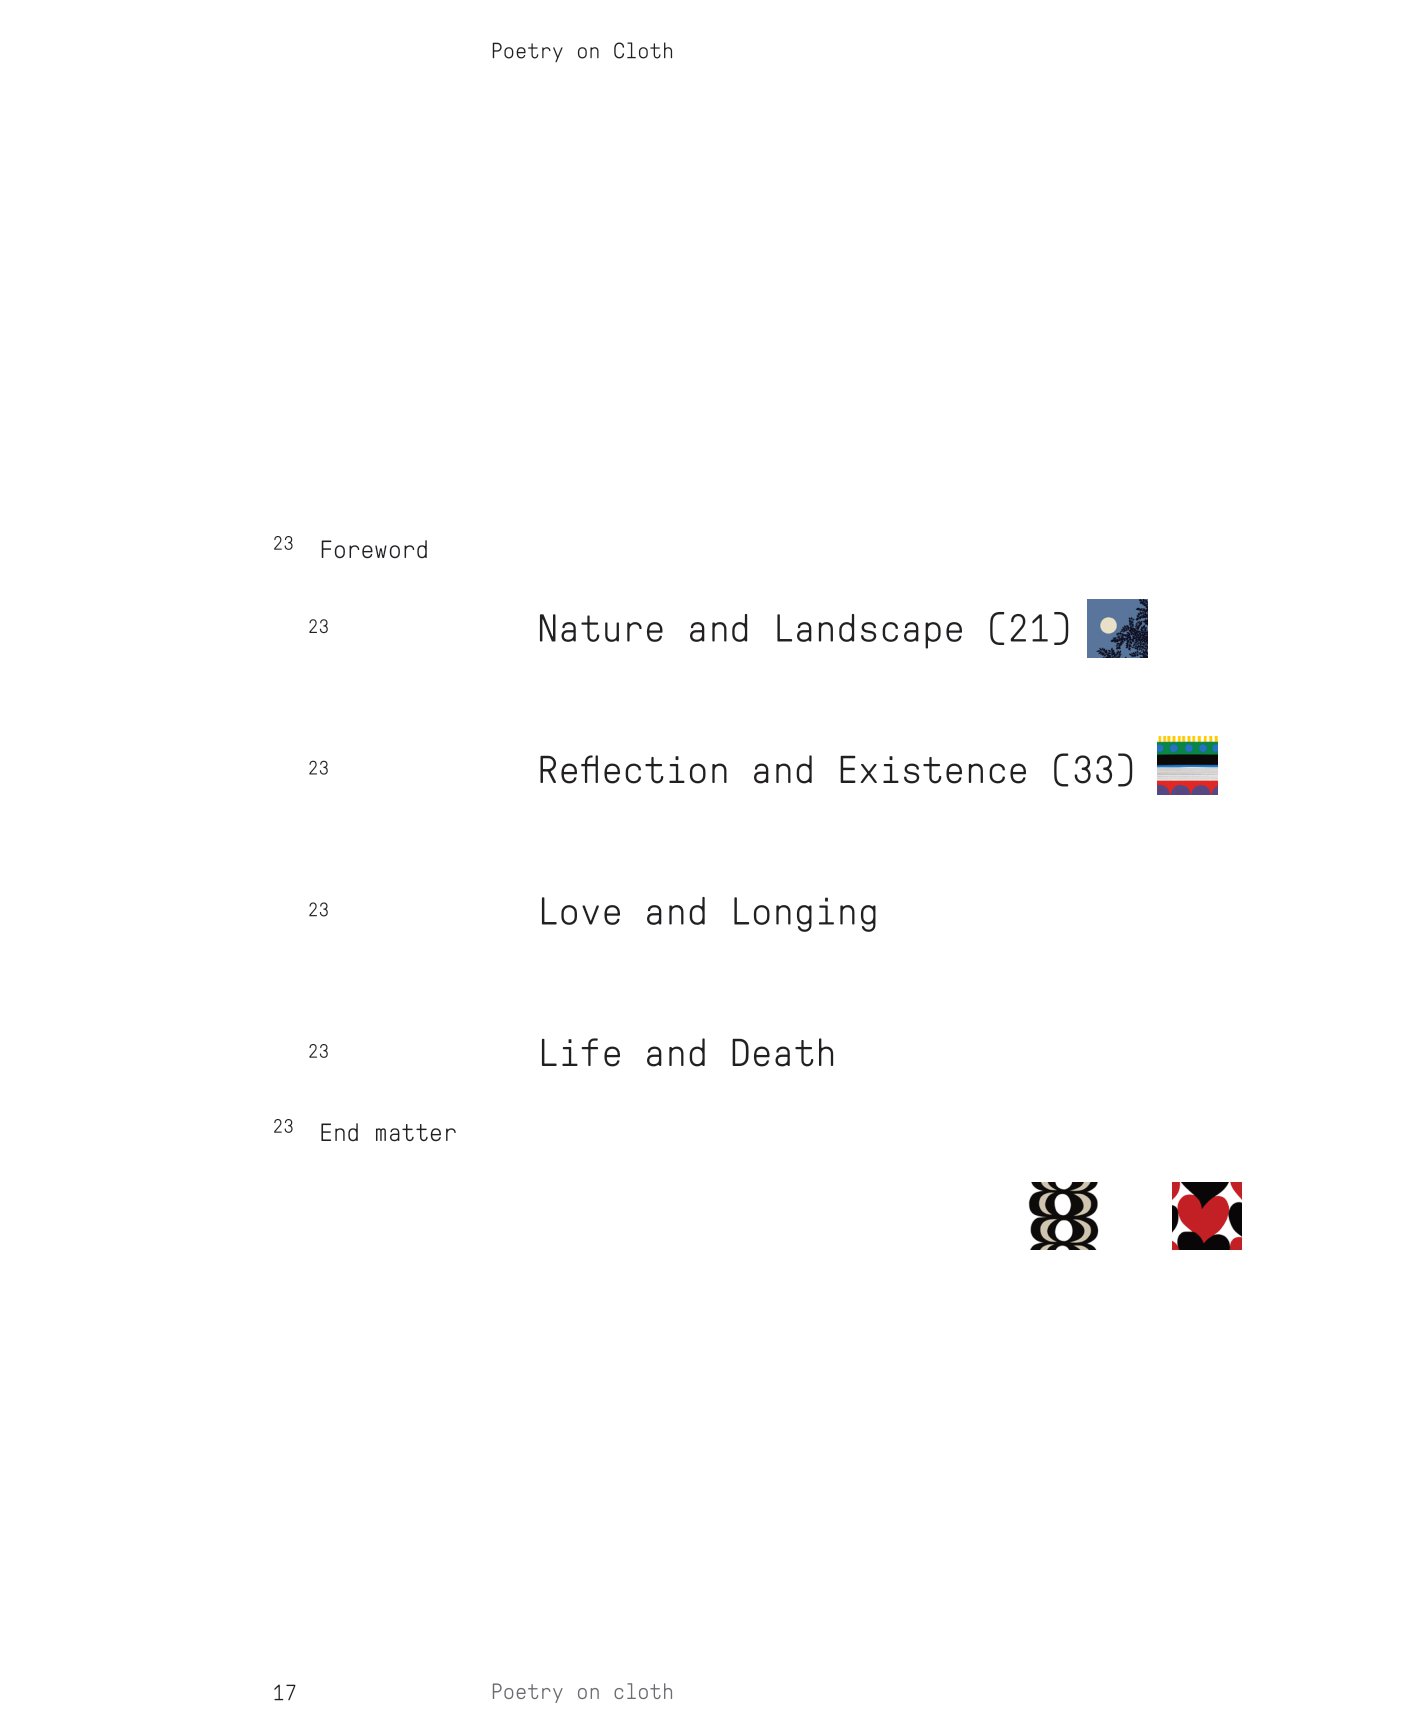 Poetry on Cloth
23 Foreword
23 Nature and Landscape (21)
23 Reflection and Existence (33)
23 Love and Longing
23 Life and Death
23 End matter
17 Poetry on cloth